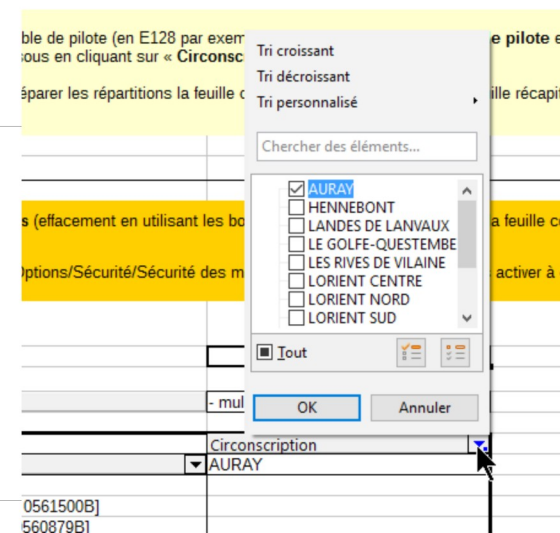 ble de pilote (en E128 par exem
e pilote e
sous en cliquant sur « Circonsc
éparer les répartitions la feuille c
ille récapit
Tri croissant
Tri décroissant
Tri personnalisé
Chercher des éléments...
AURAY
HENNEBONT
LANDES DE LANVAUX
LE GOLFE-QUESTEMBE
LES RIVES DE VILAINE
LORIENT CENTRE
LORIENT NORD
LORIENT SUD
s (effacement en utilisant les bo
a feuille co
Options/Sécurité/Sécurité des m
activer à
Tout
OK
Annuler
- mul
Circonscription
AURAY
0561500B]
560879B]